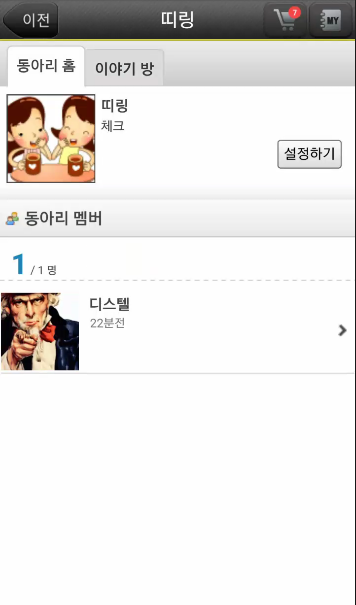 이전
띠링
7
MY
동아리 홈
이야기 방
띠링
체크
설정하기
동아리 멤버
1 / 1 명
디스텔
22분전